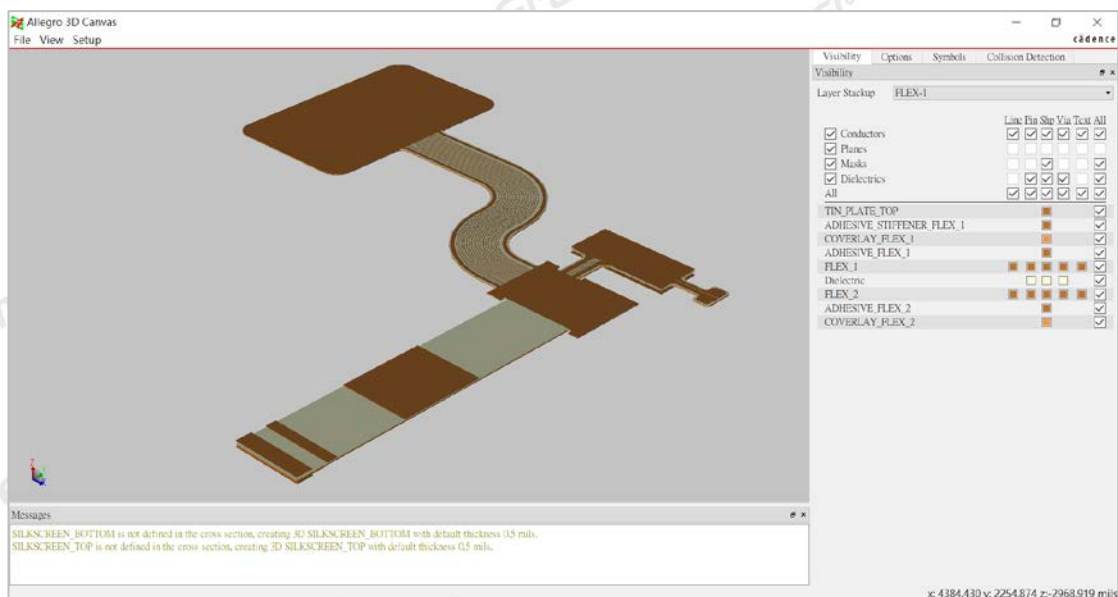 Allegro 3D Canvas
File View Setup
cādence
Visibility Options Symbols Collision Detection
Visibility
Layer Stackup FLEX-1
Line Pin Shp Via Text All
Conductors
Planes
Masks
Dielectrics
All
TIN_PLATE_TOP
ADHESIVE_STIFFENER_FLEX_1
COVERLAY_FLEX_1
ADHESIVE_FLEX_1
FLEX_1
Dielectric
FLEX_2
ADHESIVE_FLEX_2
COVERLAY_FLEX_2
Z
Messages
SILKSCREEN_BOTTOM is not defined in the cross section, creating 3D SILKSCREEN_BOTTOM with default thickness 0.5 mils.
SILKSCREEN_TOP is not defined in the cross section, creating 3D SILKSCREEN_TOP with default thickness 0.5 mils.
x: 4384.430 y: 2254.874 z:-2968.919 mils